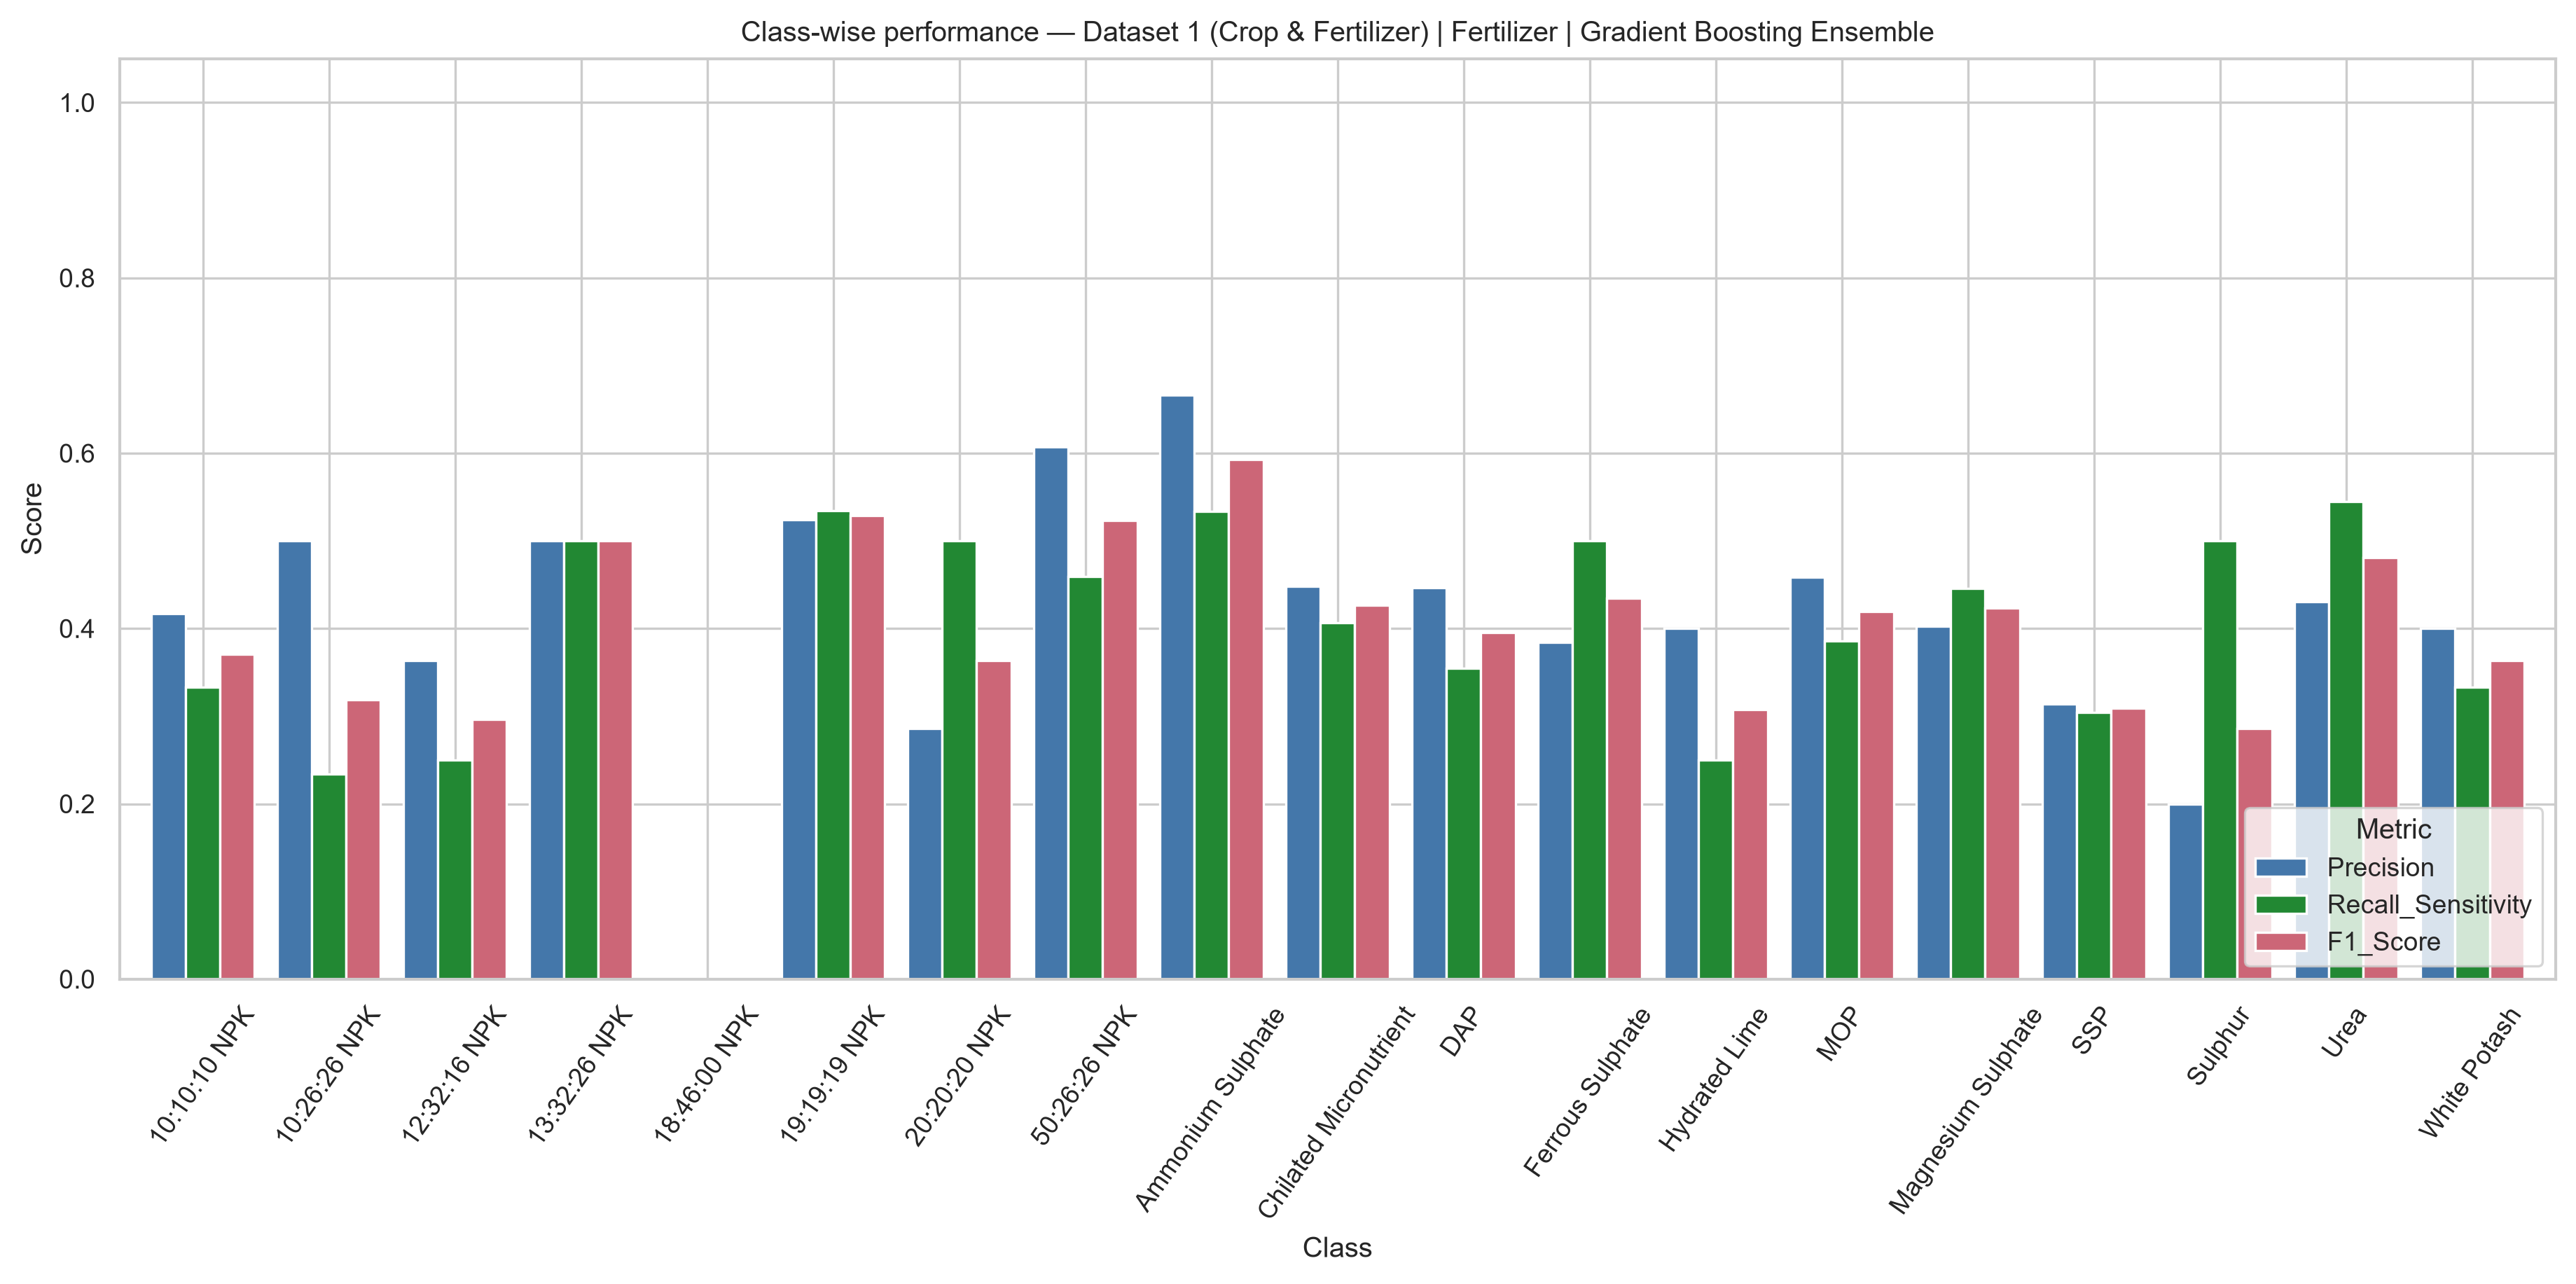 Class-wise performance — Dataset 1 (Crop & Fertilizer) | Fertilizer | Gradient Boosting Ensemble
Score
1.0
0.8
0.6
0.4
0.2
0.0
Metric
Precision
Recall_Sensitivity
F1_Score
10:10:10 NPK
10:26:26 NPK
12:32:16 NPK
13:32:26 NPK
18:46:00 NPK
19:19:19 NPK
20:20:20 NPK
50:26:26 NPK
Ammonium Sulphate
Chilated Micronutrient
DAP
Ferrous Sulphate
Hydrated Lime
MOP
Magnesium Sulphate
SSP
Sulphur
Urea
White Potash
Class